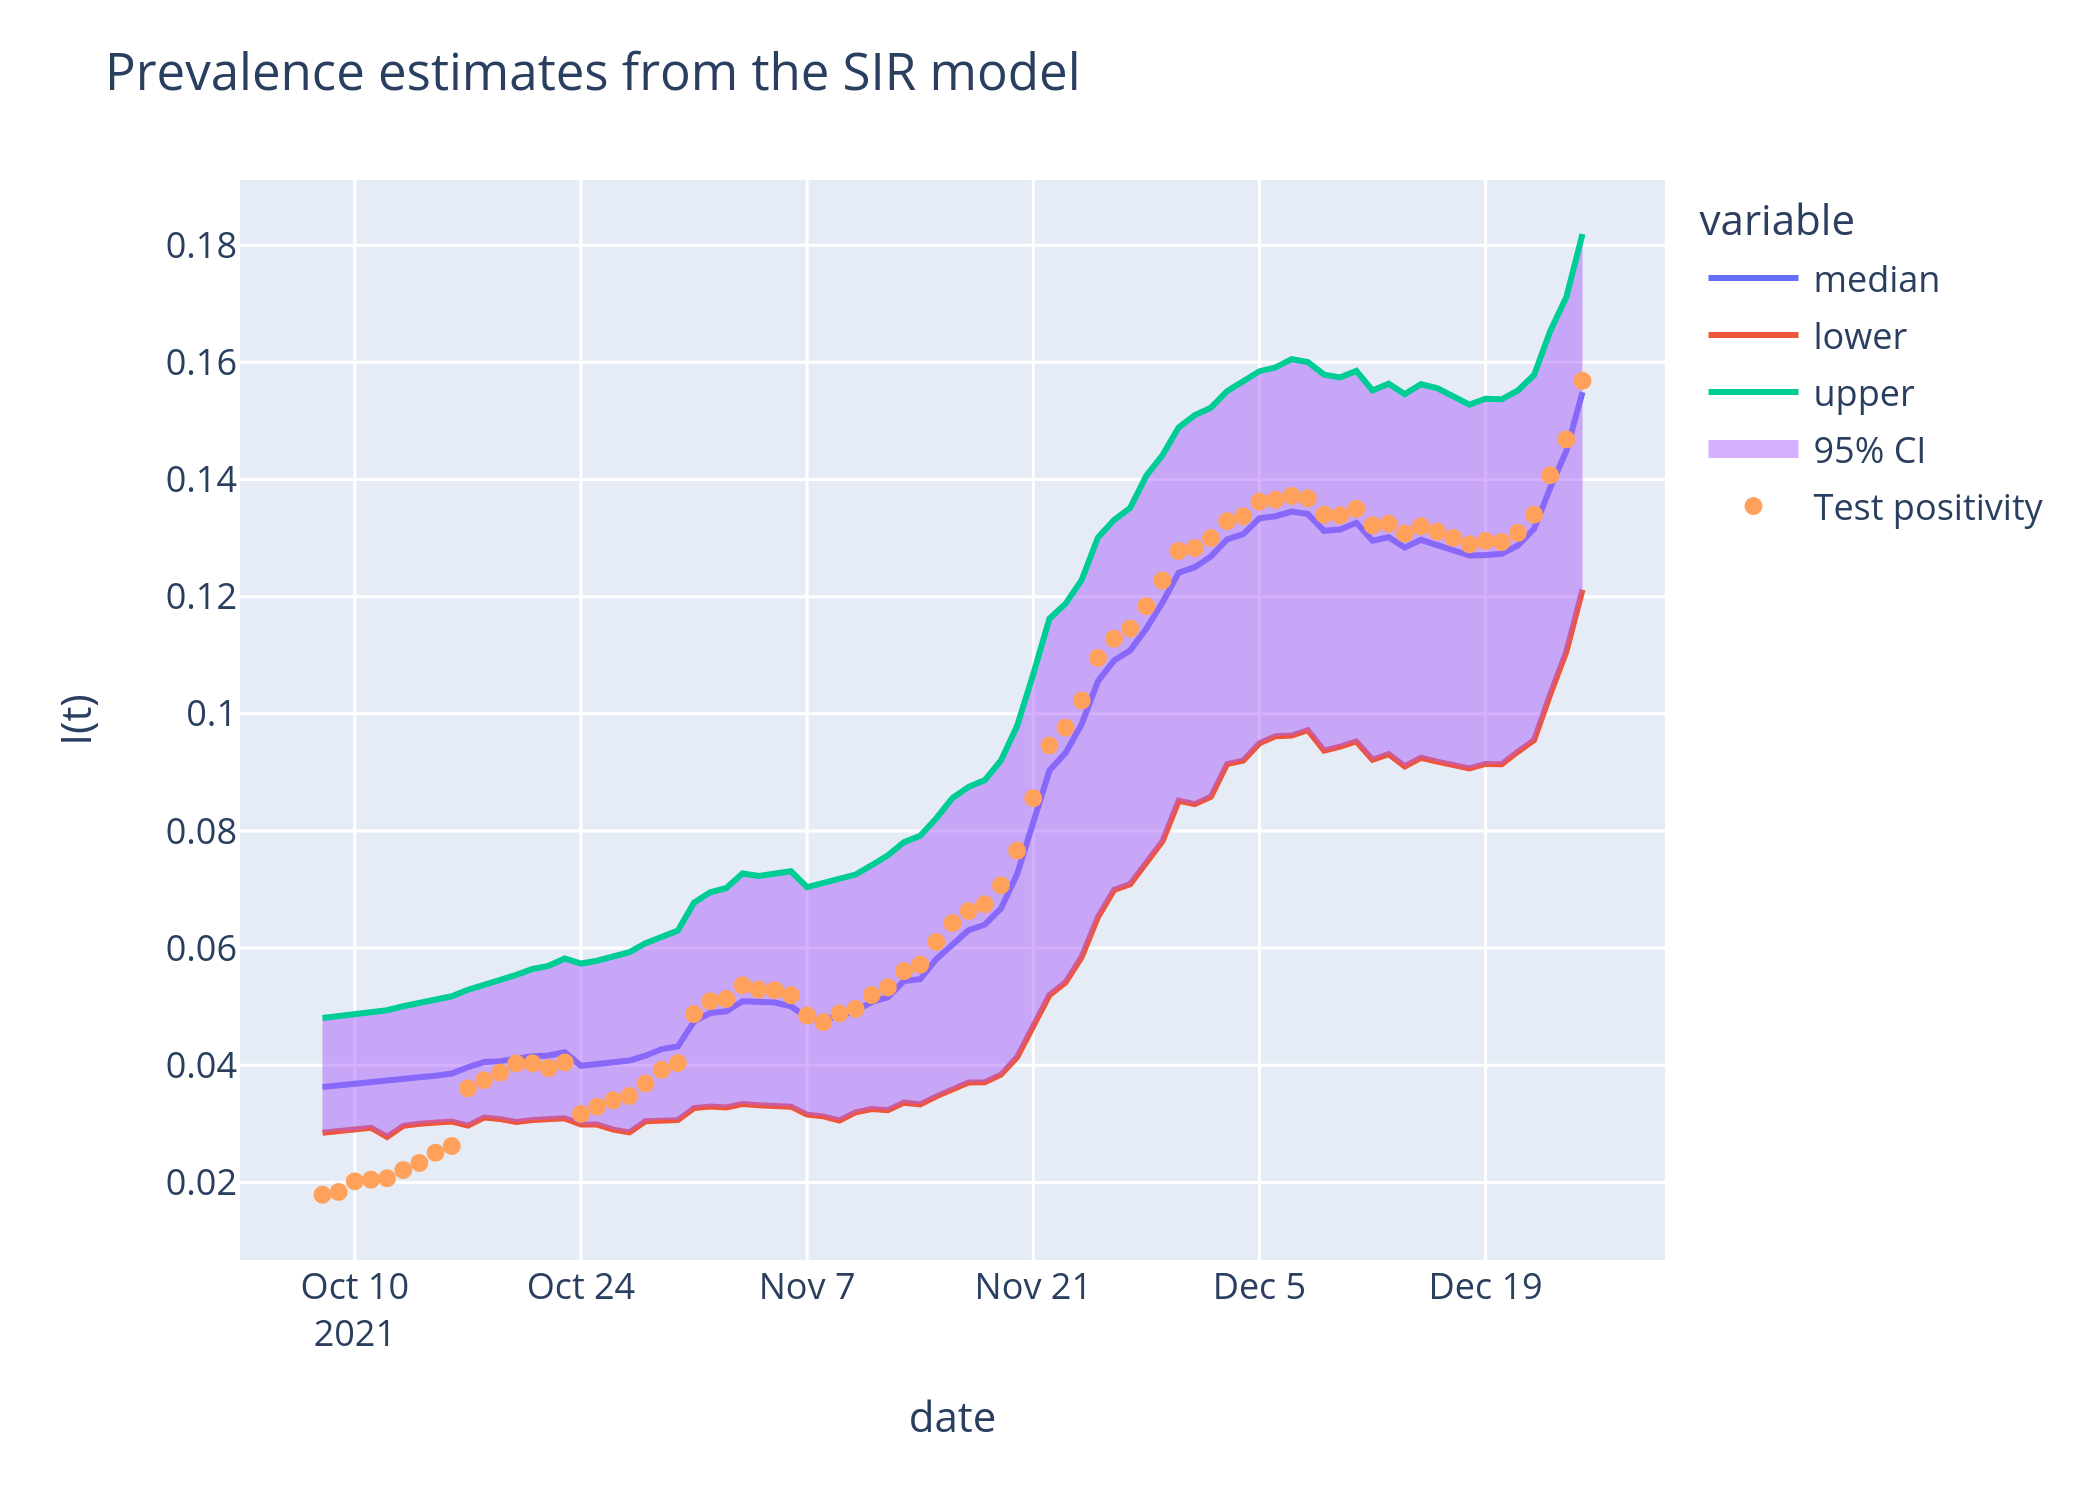 Prevalence estimates from the SIR model
variable
median
lower
upper
95% CI
Test positivity
I(t)
0.18
0.16
0.14
0.12
0.1
0.08
0.06
0.04
0.02
Oct 10
2021
Oct 24
Nov 7
Nov 21
Dec 5
Dec 19
date